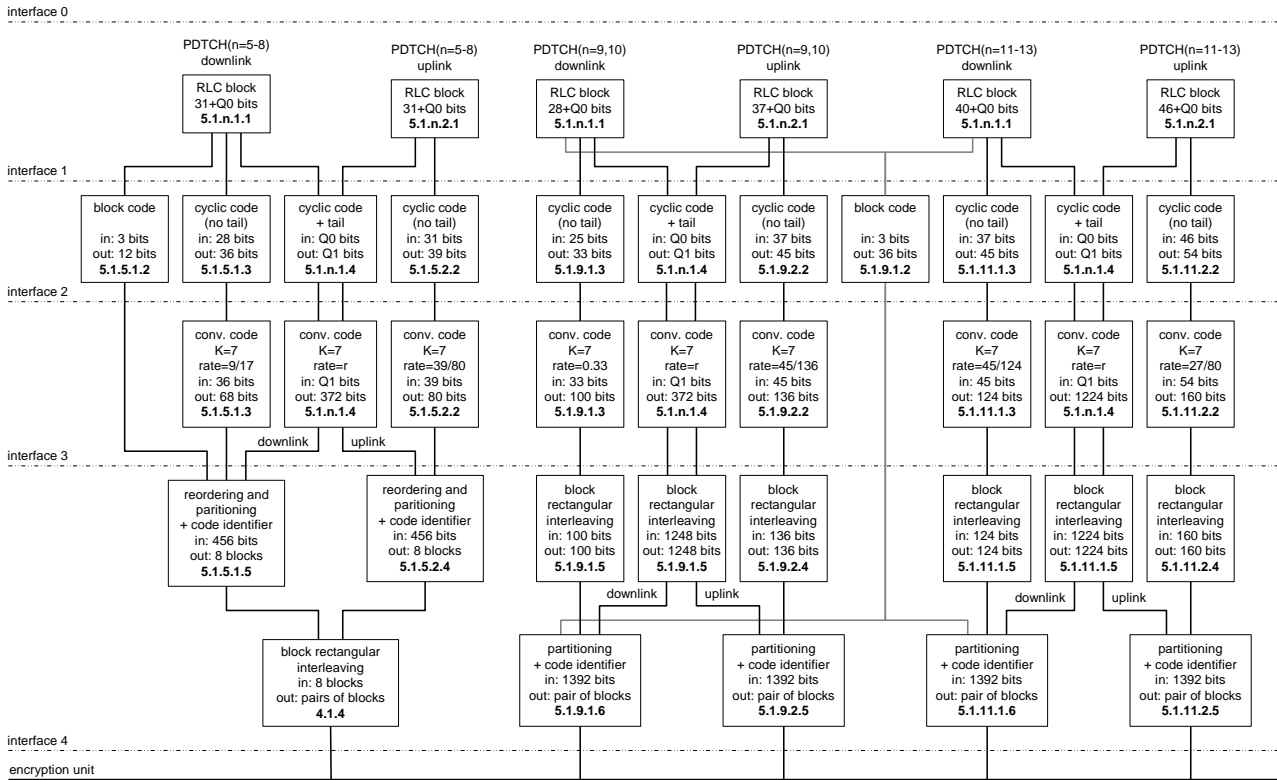 interface 0
PDTCH(n=5-8)
downlink
PDTCH(n=5-8)
uplink
PDTCH(n=9,10)
downlink
PDTCH(n=9,10)
uplink
PDTCH(n=11-13)
downlink
PDTCH(n=11-13)
uplink
RLC block
31+Q0 bits
5.1.n.1.1
RLC block
31+Q0 bits
5.1.n.2.1
RLC block
28+Q0 bits
5.1.n.1.1
RLC block
37+Q0 bits
5.1.n.2.1
RLC block
40+Q0 bits
5.1.n.1.1
RLC block
46+Q0 bits
5.1.n.2.1
interface 1
block code
in: 3 bits
out: 12 bits
5.1.5.1.2
cyclic code
(no tail)
in: 28 bits
out: 36 bits
5.1.5.1.3
cyclic code
+ tail
in: Q0 bits
out: Q1 bits
5.1.n.1.4
cyclic code
(no tail)
in: 31 bits
out: 39 bits
5.1.5.2.2
cyclic code
(no tail)
in: 25 bits
out: 33 bits
5.1.9.1.3
cyclic code
+ tail
in: Q0 bits
out: Q1 bits
5.1.n.1.4
cyclic code
(no tail)
in: 37 bits
out: 45 bits
5.1.9.2.2
block code
in: 3 bits
out: 36 bits
5.1.9.1.2
cyclic code
(no tail)
in: 37 bits
out: 45 bits
5.1.11.1.3
cyclic code
+ tail
in: Q0 bits
out: Q1 bits
5.1.n.1.4
cyclic code
(no tail)
in: 46 bits
out: 54 bits
5.1.11.2.2
interface 2
conv. code
K=7
rate=9/17
in: 36 bits
out: 68 bits
5.1.5.1.3
conv. code
K=7
rate=r
in: Q1 bits
out: 372 bits
5.1.n.1.4
conv. code
K=7
rate=39/80
in: 39 bits
out: 80 bits
5.1.5.2.2
conv. code
K=7
rate=0.33
in: 33 bits
out: 100 bits
5.1.9.1.3
conv. code
K=7
rate=r
in: Q1 bits
out: 372 bits
5.1.n.1.4
conv. code
K=7
rate=45/136
in: 45 bits
out: 136 bits
5.1.9.2.2
conv. code
K=7
rate=45/124
in: 45 bits
out: 124 bits
5.1.11.1.3
conv. code
K=7
rate=r
in: Q1 bits
out: 1224 bits
5.1.n.1.4
conv. code
K=7
rate=27/80
in: 54 bits
out: 160 bits
5.1.11.2.2
downlink
uplink
interface 3
reordering and
partitioning
+ code identifier
in: 456 bits
out: 8 blocks
5.1.5.1.5
reordering and
partitioning
+ code identifier
in: 456 bits
out: 8 blocks
5.1.5.2.4
block
rectangular
interleaving
in: 100 bits
out: 100 bits
5.1.9.1.5
block
rectangular
interleaving
in: 1248 bits
out: 1248 bits
5.1.9.1.5
block
rectangular
interleaving
in: 136 bits
out: 136 bits
5.1.9.2.4
block
rectangular
interleaving
in: 124 bits
out: 124 bits
5.1.11.1.5
block
rectangular
interleaving
in: 1224 bits
out: 1224 bits
5.1.11.1.5
block
rectangular
interleaving
in: 160 bits
out: 160 bits
5.1.11.2.4
downlink
uplink
downlink
uplink
block rectangular
interleaving
in: 8 blocks
out: pairs of blocks
4.1.4
partitioning
+ code identifier
in: 1392 bits
out: pair of blocks
5.1.9.1.6
partitioning
+ code identifier
in: 1392 bits
out: pair of blocks
5.1.9.2.5
partitioning
+ code identifier
in: 1392 bits
out: pair of blocks
5.1.11.1.6
partitioning
+ code identifier
in: 1392 bits
out: pair of blocks
5.1.11.2.5
interface 4
encryption unit